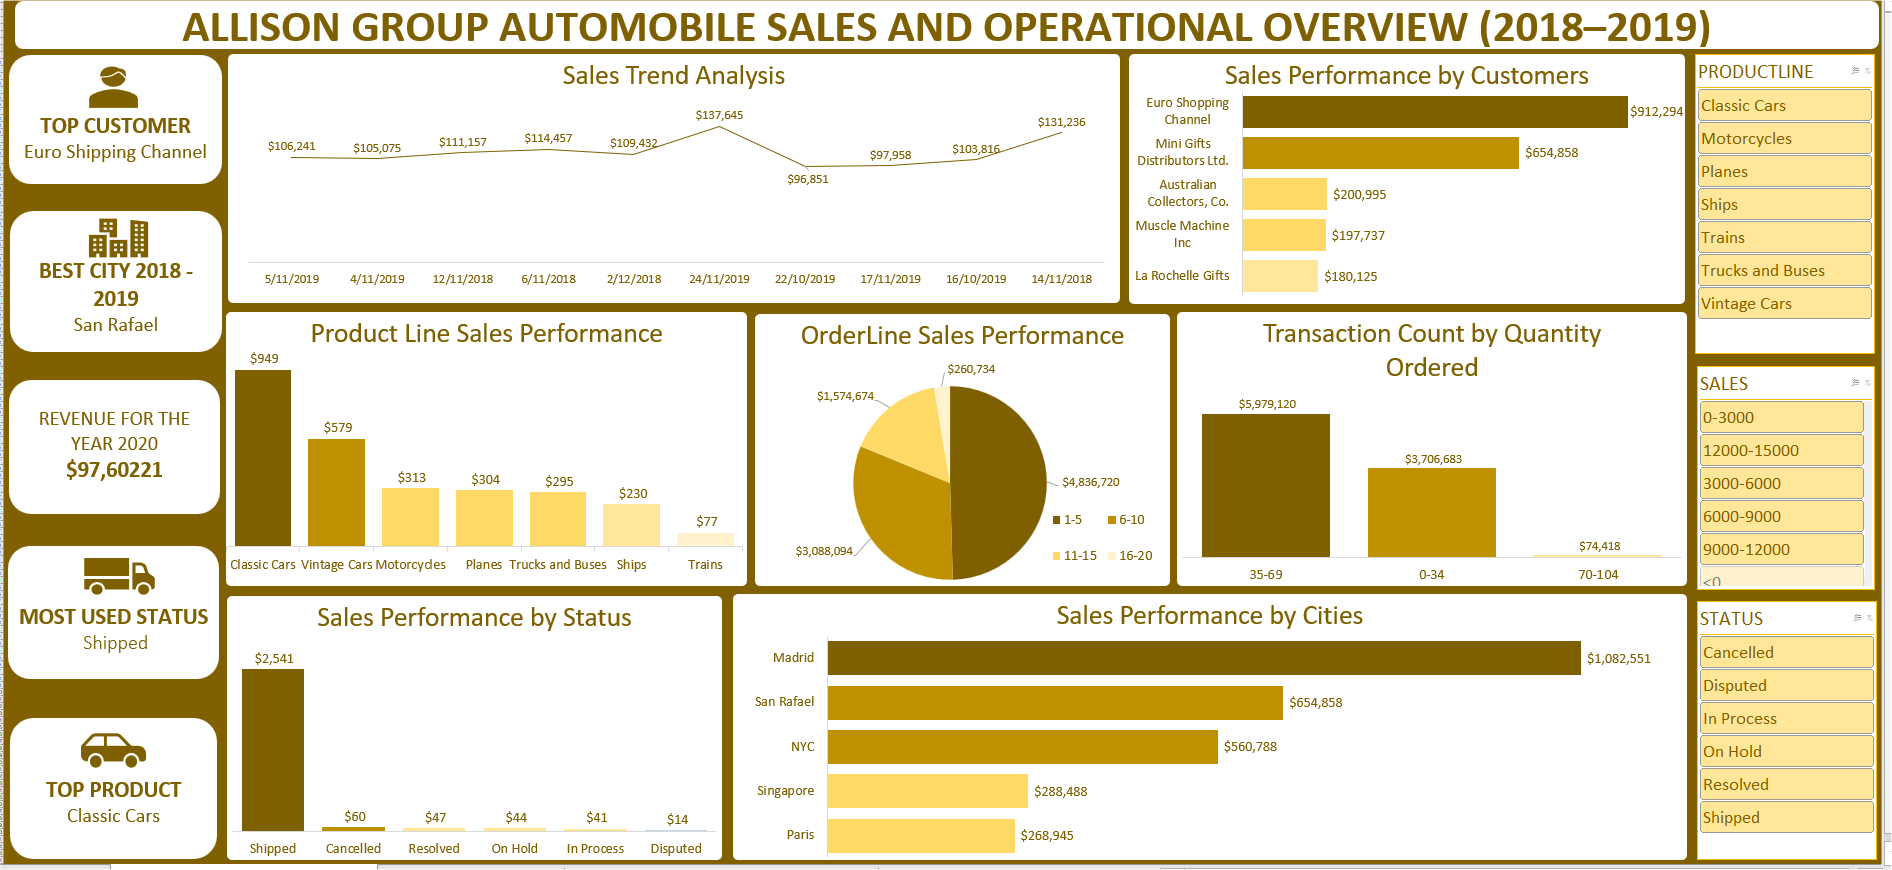 ALLISON GROUP AUTOMOBILE SALES AND OPERATIONAL OVERVIEW (2018–2019)
TOP CUSTOMER
Euro Shipping Channel
BEST CITY 2018 -
2019
San Rafael
REVENUE FOR THE
YEAR 2020
$97,60221
MOST USED STATUS
Shipped
TOP PRODUCT
Classic Cars
Sales Trend Analysis
$106,241
$105,075
$111,157
$114,457
$109,432
$137,645
$96,851
$97,958
$103,816
$131,236
5/11/2019
4/11/2019
12/11/2018
6/11/2018
2/12/2018
24/11/2019
22/10/2019
17/11/2019
16/10/2019
14/11/2018
Sales Performance by Customers
Euro Shopping
Channel
$912,294
Mini Gifts
Distributors Ltd.
$654,858
Australian
Collectors, Co.
$200,995
Muscle Machine
Inc
$197,737
La Rochelle Gifts
$180,125
Product Line Sales Performance
$949
$579
$313
$304
$295
$230
$77
Classic Cars
Vintage Cars
Motorcycles
Planes
Trucks and Buses
Ships
Trains
OrderLine Sales Performance
$260,734
$1,574,674
$4,836,720
$3,088,094
1-5
6-10
11-15
16-20
Transaction Count by Quantity
Ordered
$5,979,120
$3,706,683
$74,418
35-69
0-34
70-104
Sales Performance by Status
$2,541
$60
$47
$44
$41
$14
Shipped
Cancelled
Resolved
On Hold
In Process
Disputed
Sales Performance by Cities
Madrid
$1,082,551
San Rafael
$654,858
NYC
$560,788
Singapore
$288,488
Paris
$268,945
PRODUCTLINE
Classic Cars
Motorcycles
Planes
Ships
Trains
Trucks and Buses
Vintage Cars
SALES
0-3000
12000-15000
3000-6000
6000-9000
9000-12000
<0
STATUS
Cancelled
Disputed
In Process
On Hold
Resolved
Shipped